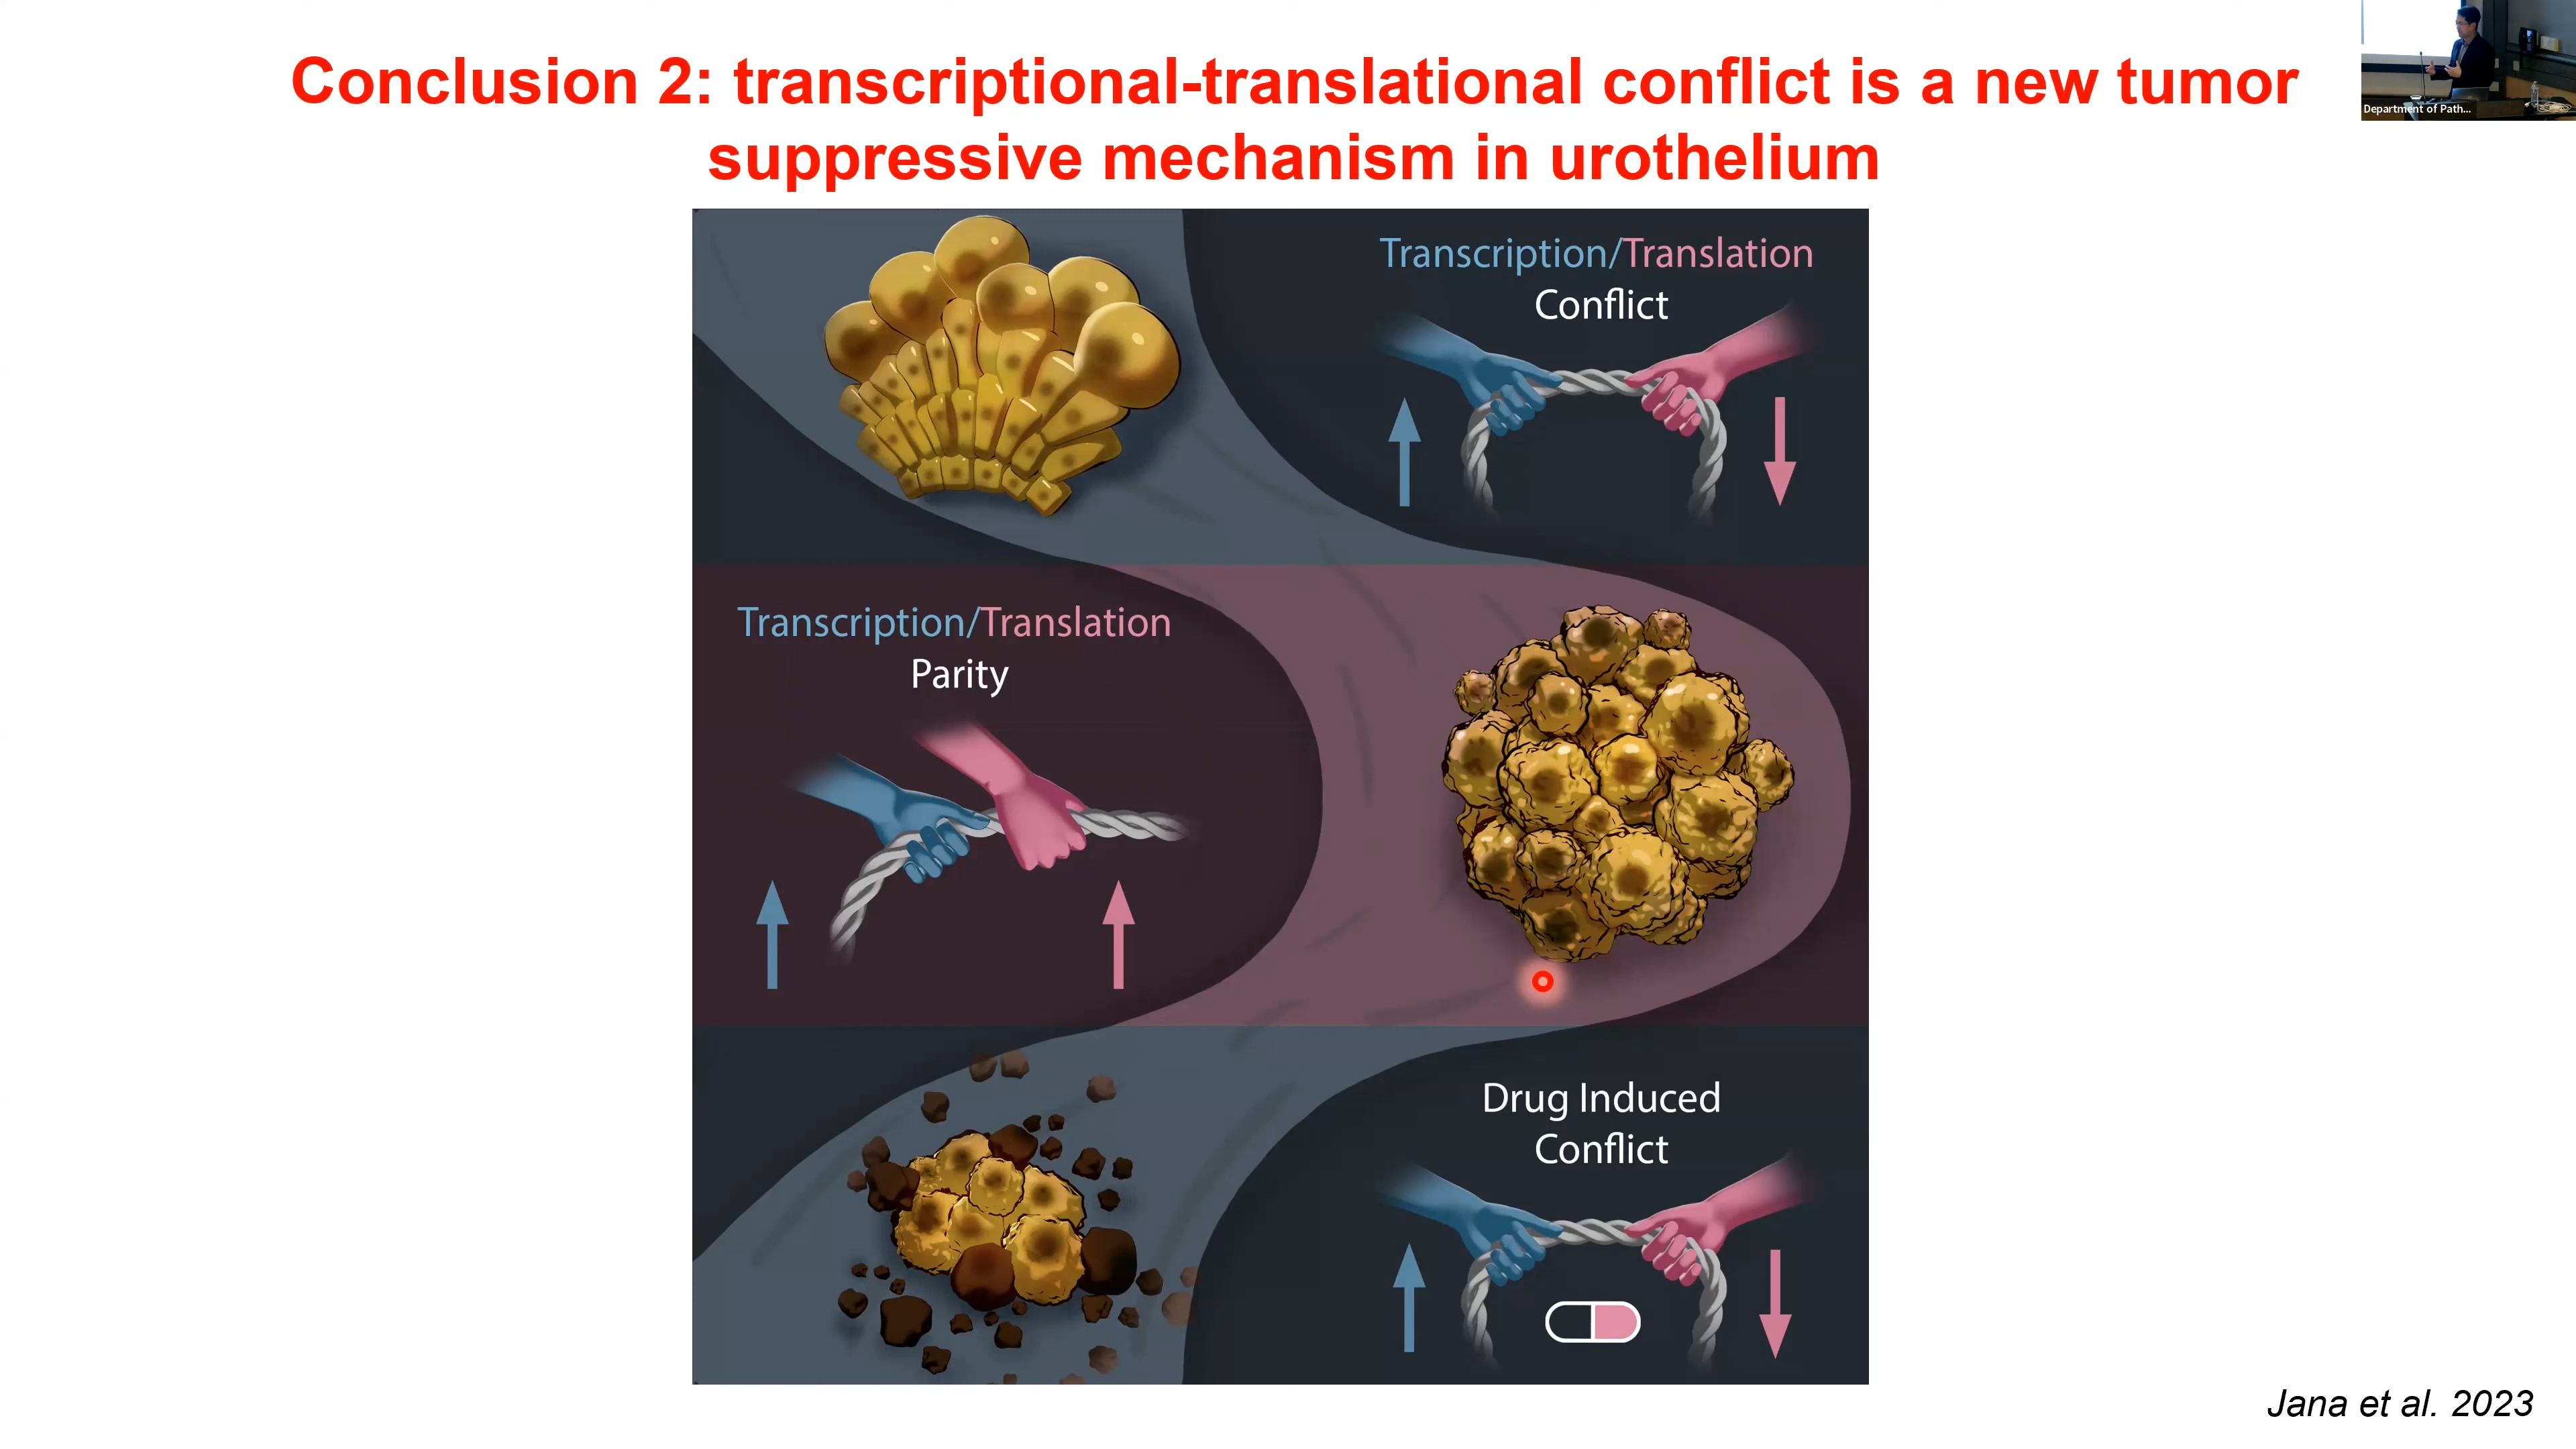 Conclusion 2: transcriptional-translational conflict is a new tumor
suppressive mechanism in urothelium
Department of Path...
Transcription/Translation
Conflict
Transcription/Translation
Parity
Drug Induced
Conflict
Jana et al. 2023